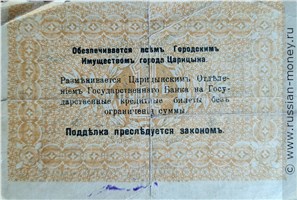 Обезпечивается всѣмъ Городскимъ
Имуществомъ города Царицына.
Размѣнивается Царицынскимъ Отдѣле-
ніемъ Государственнаго Банка на Госу-
дарственные кредитные билеты безъ
ограниченія суммы.
Поддѣлка преслѣдуется закономъ.
www.Russian-Money.ru